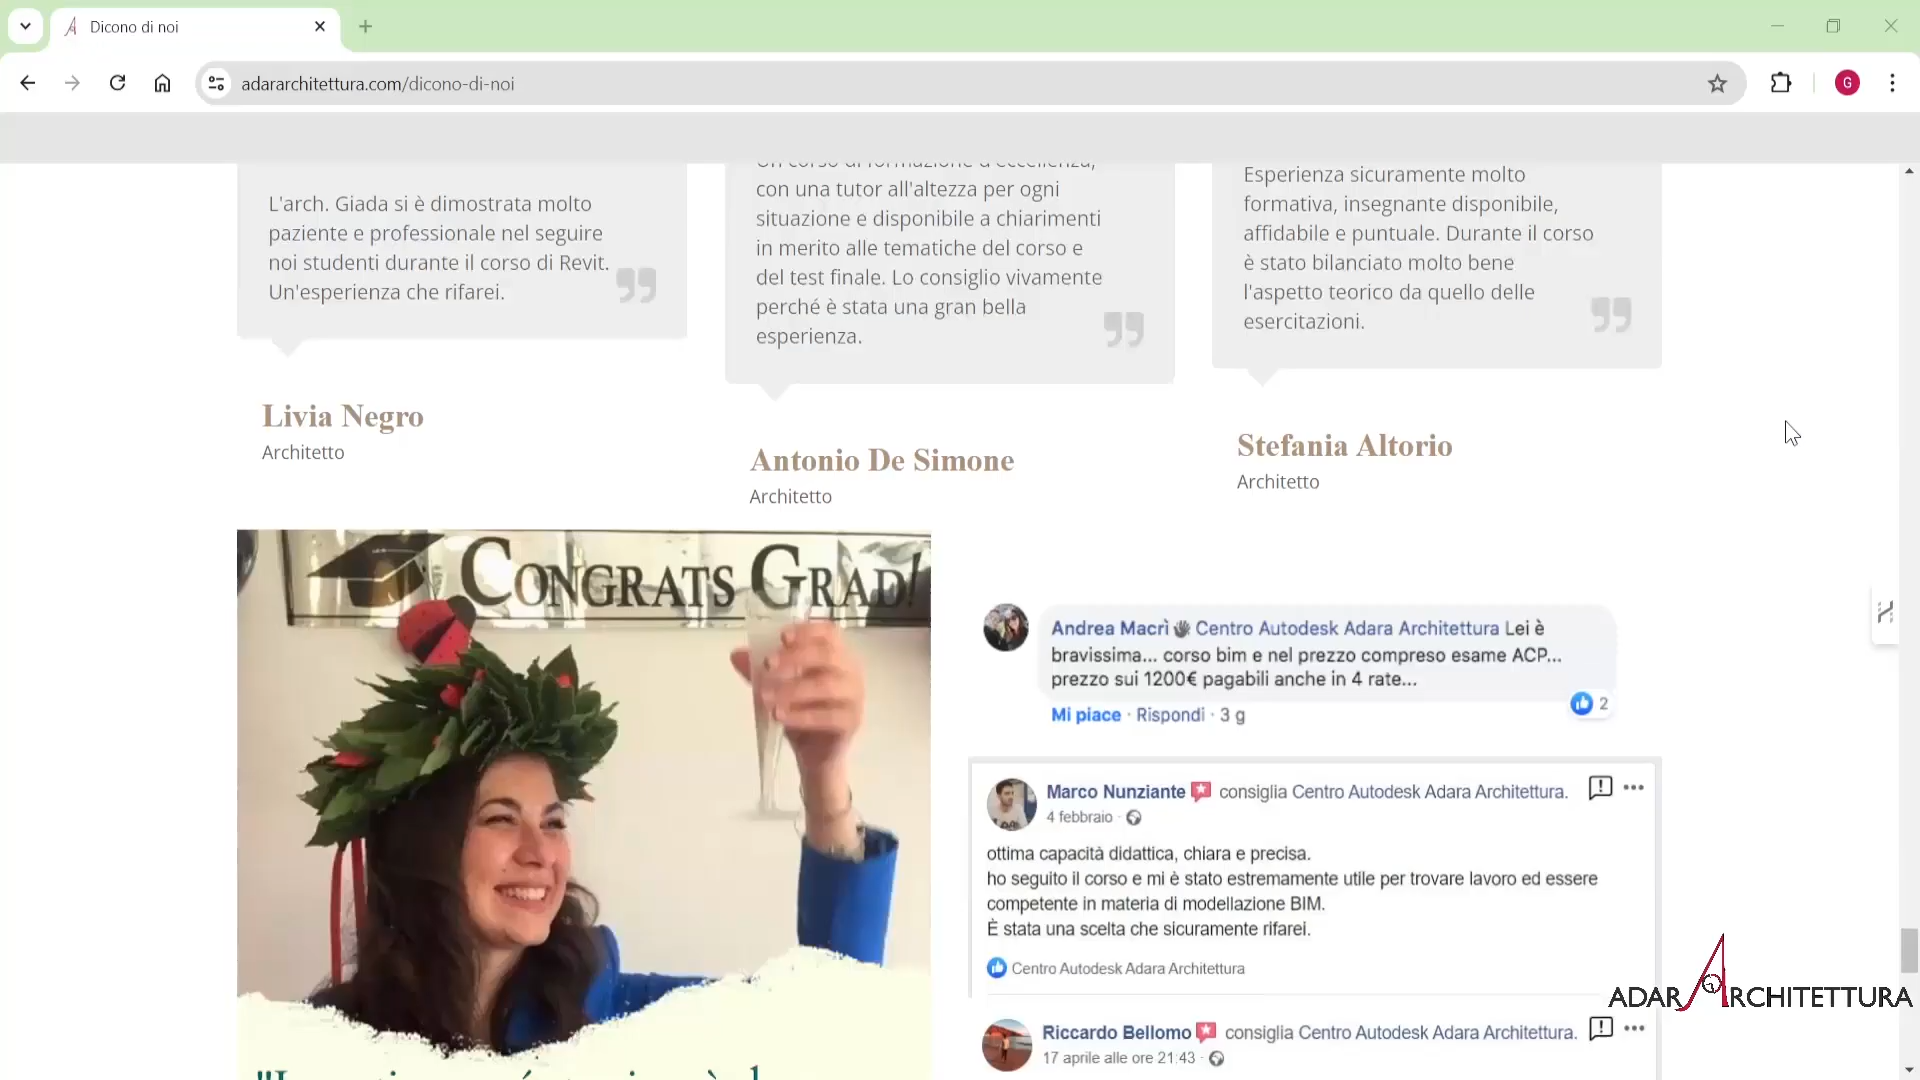 Dicono di noi
adararchitettura.com/dicono-di-noi
G
L'arch. Giada si è dimostrata molto
paziente e professionale nel seguire
noi studenti durante il corso di Revit.
Un'esperienza che rifarei.
Livia Negro
Architetto
Un corso di formazione d'eccellenza,
con una tutor all'altezza per ogni
situazione e disponibile a chiarimenti
in merito alle tematiche del corso e
del test finale. Lo consiglio vivamente
perché è stata una gran bella
esperienza.
Antonio De Simone
Architetto
Esperienza sicuramente molto
formativa, insegnante disponibile,
affidabile e puntuale. Durante il corso
è stato bilanciato molto bene
l'aspetto teorico da quello delle
esercitazioni.
Stefania Altorio
Architetto
CONGRATS GRAD!
Andrea Macrì Centro Autodesk Adara Architettura Lei è
bravissima... corso bim e nel prezzo compreso esame ACP...
prezzo sui 1200€ pagabili anche in 4 rate...
2
Mi piace · Rispondi · 3 g
Marco Nunziante consiglia Centro Autodesk Adara Architettura.
4 febbraio ·
ottima capacità didattica, chiara e precisa.
ho seguito il corso e mi è stato estremamente utile per trovare lavoro ed essere
competente in materia di modellazione BIM.
È stata una scelta che sicuramente rifarei.
Centro Autodesk Adara Architettura
Riccardo Bellomo consiglia Centro Autodesk Adara Architettura.
17 aprile alle ore 21:43 ·
ADARARCHITETTURA